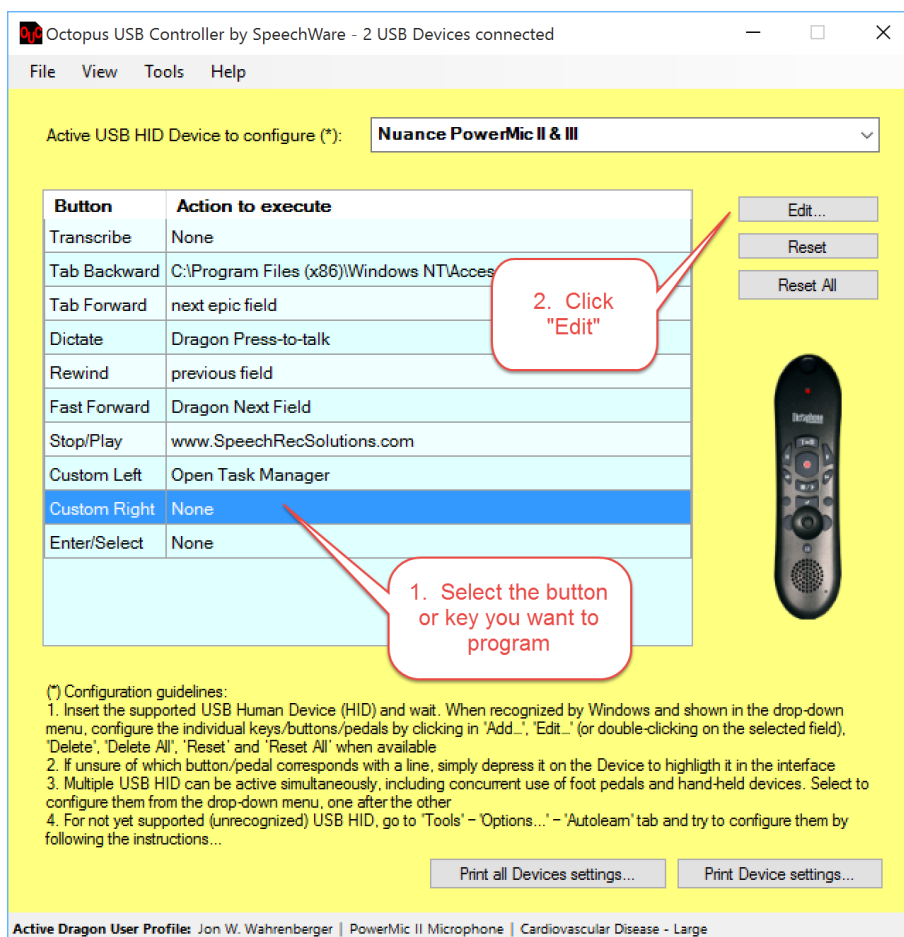 Octopus USB Controller by SpeechWare - 2 USB Devices connected
File View Tools Help
Active USB HID Device to configure (*): Nuance PowerMic II & III
Button Action to execute
Transcribe None
Tab Backward C:\Program Files (x86)\Windows NT\Acces
Tab Forward next epic field
Dictate Dragon Press-to-talk
Rewind previous field
Fast Forward Dragon Next Field
Stop/Play www.SpeechRecSolutions.com
Custom Left Open Task Manager
Custom Right None
Enter/Select None
Edit...
Reset
Reset All
2. Click
"Edit"
Dictaphone
1. Select the button
or key you want to
program
(*) Configuration guidelines:
1. Insert the supported USB Human Device (HID) and wait. When recognized by Windows and shown in the drop-down
menu, configure the individual keys/buttons/pedals by clicking in 'Add...', 'Edit...' (or double-clicking on the selected field),
'Delete', 'Delete All', 'Reset' and 'Reset All' when available
2. If unsure of which button/pedal corresponds with a line, simply depress it on the Device to highligth it in the interface
3. Multiple USB HID can be active simultaneously, including concurrent use of foot pedals and hand-held devices. Select to
configure them from the drop-down menu, one after the other
4. For not yet supported (unrecognized) USB HID, go to 'Tools' – 'Options...' – 'Autolearn' tab and try to configure them by
following the instructions...
Print all Devices settings... Print Device settings...
Active Dragon User Profile: Jon W. Wahrenberger | PowerMic II Microphone | Cardiovascular Disease - Large